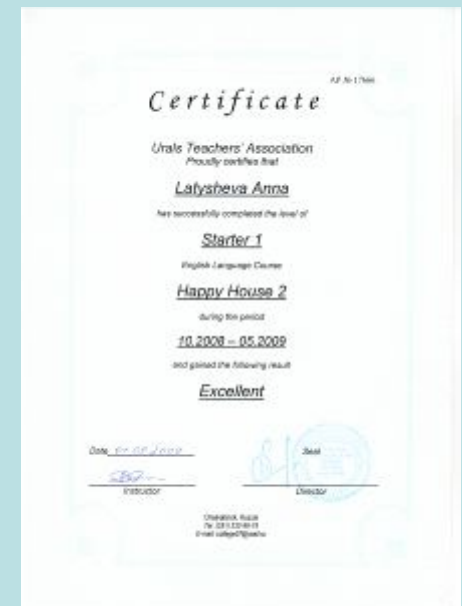 Certificate
Urals Teachers' Association
Proudly certifies that
Latysheva Anna
has successfully completed the level of
Starter 1
English Language Course
Happy House 2
during the period
10.2008 – 05.2009
and gained the following result
Excellent
Date
Seal
Instructor
Director